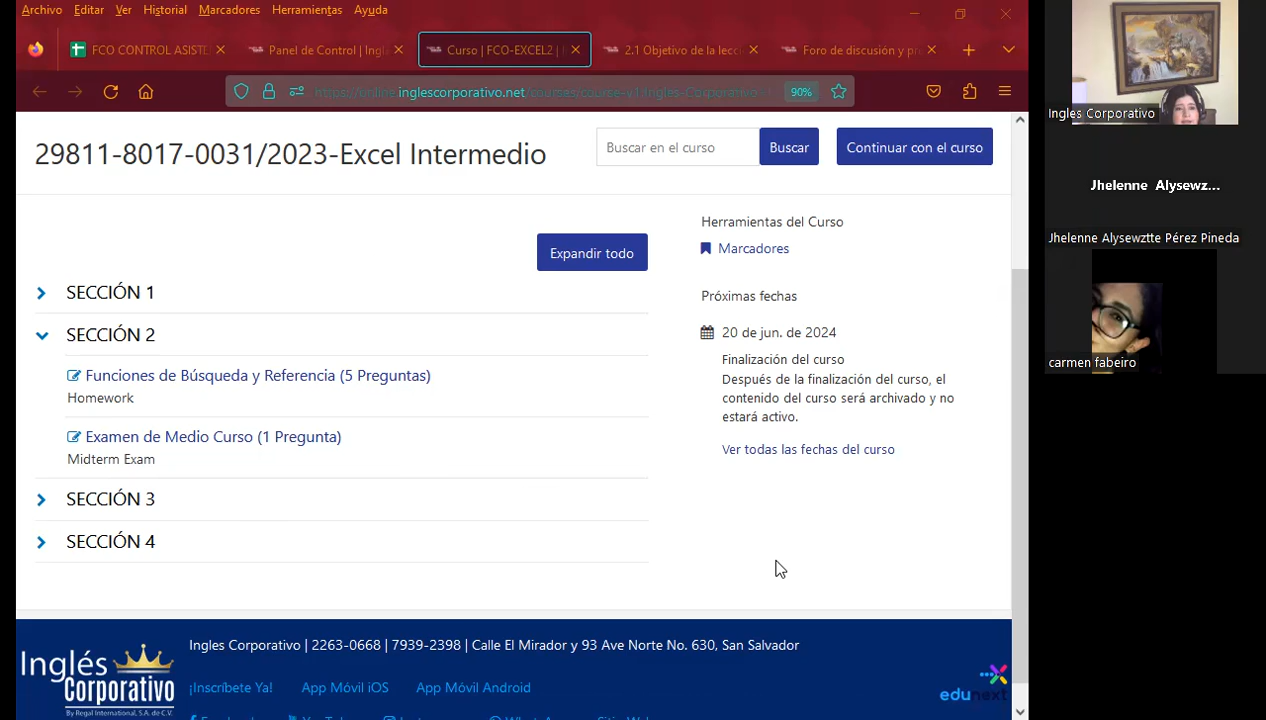 Archivo Editar Ver Historial Marcadores Herramientas Ayuda
FCO CONTROL ASISTE
Panel de Control | Ingl
Curso | FCO-EXCEL2 |
2.1 Objetivo de la lecc
Foro de discusión y pr
https://online.inglescorporativo.net/courses/course-v1:Ingles-Corporativo
90%
29811-8017-0031/2023-Excel Intermedio
Buscar en el curso
Buscar
Continuar con el curso
Expandir todo
SECCIÓN 1
SECCIÓN 2
Funciones de Búsqueda y Referencia (5 Preguntas)
Homework
Examen de Medio Curso (1 Pregunta)
Midterm Exam
SECCIÓN 3
SECCIÓN 4
Herramientas del Curso
Marcadores
Próximas fechas
20 de jun. de 2024
Finalización del curso
Después de la finalización del curso, el
contenido del curso será archivado y no
estará activo.
Ver todas las fechas del curso
Inglés
Corporativo
By Regal International, S.A. de C.V.
Ingles Corporativo | 2263-0668 | 7939-2398 | Calle El Mirador y 93 Ave Norte No. 630, San Salvador
¡Inscríbete Ya!
App Móvil iOS
App Móvil Android
edunext
Ingles Corporativo
Jhelenne Alysewz...
Jhelenne Alysewztte Pérez Pineda
carmen fabeiro